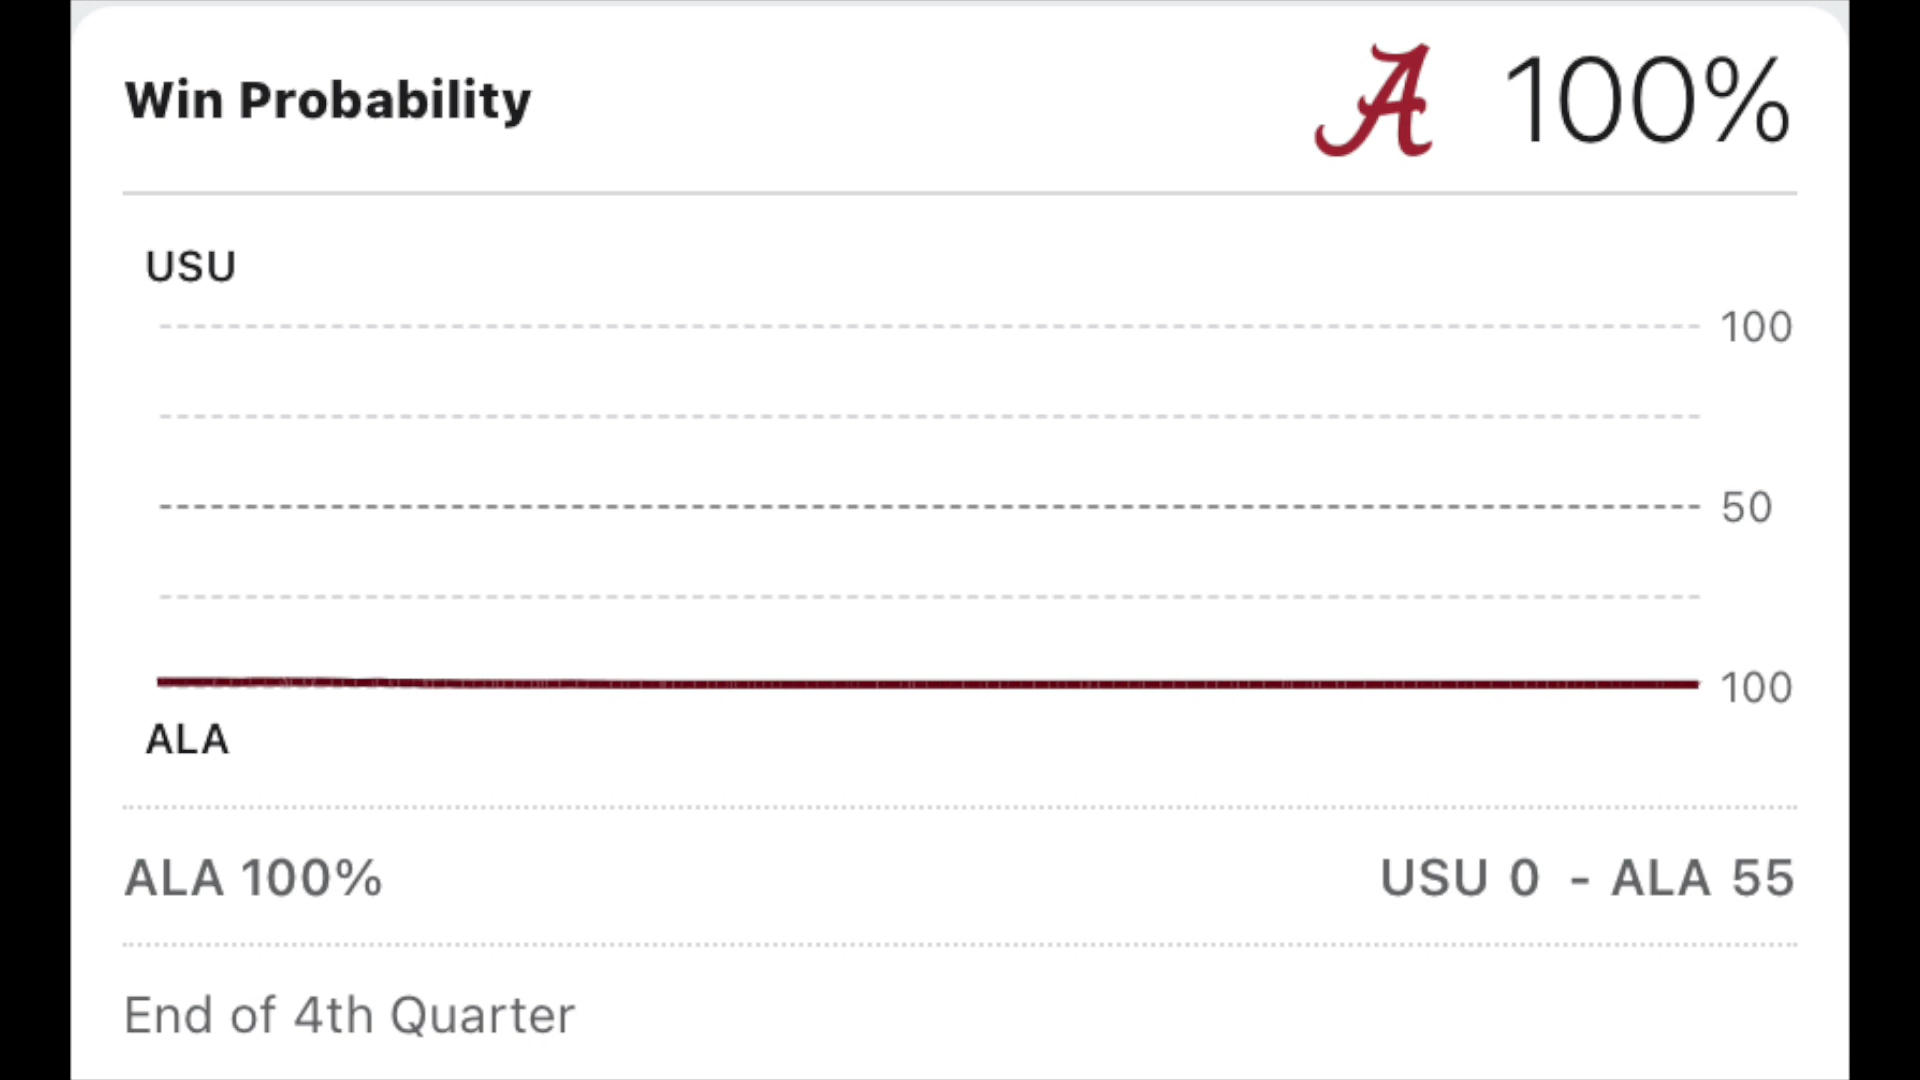 Win Probability
A 100%
USU
100
50
100
ALA
ALA 100%
USU 0 - ALA 55
End of 4th Quarter